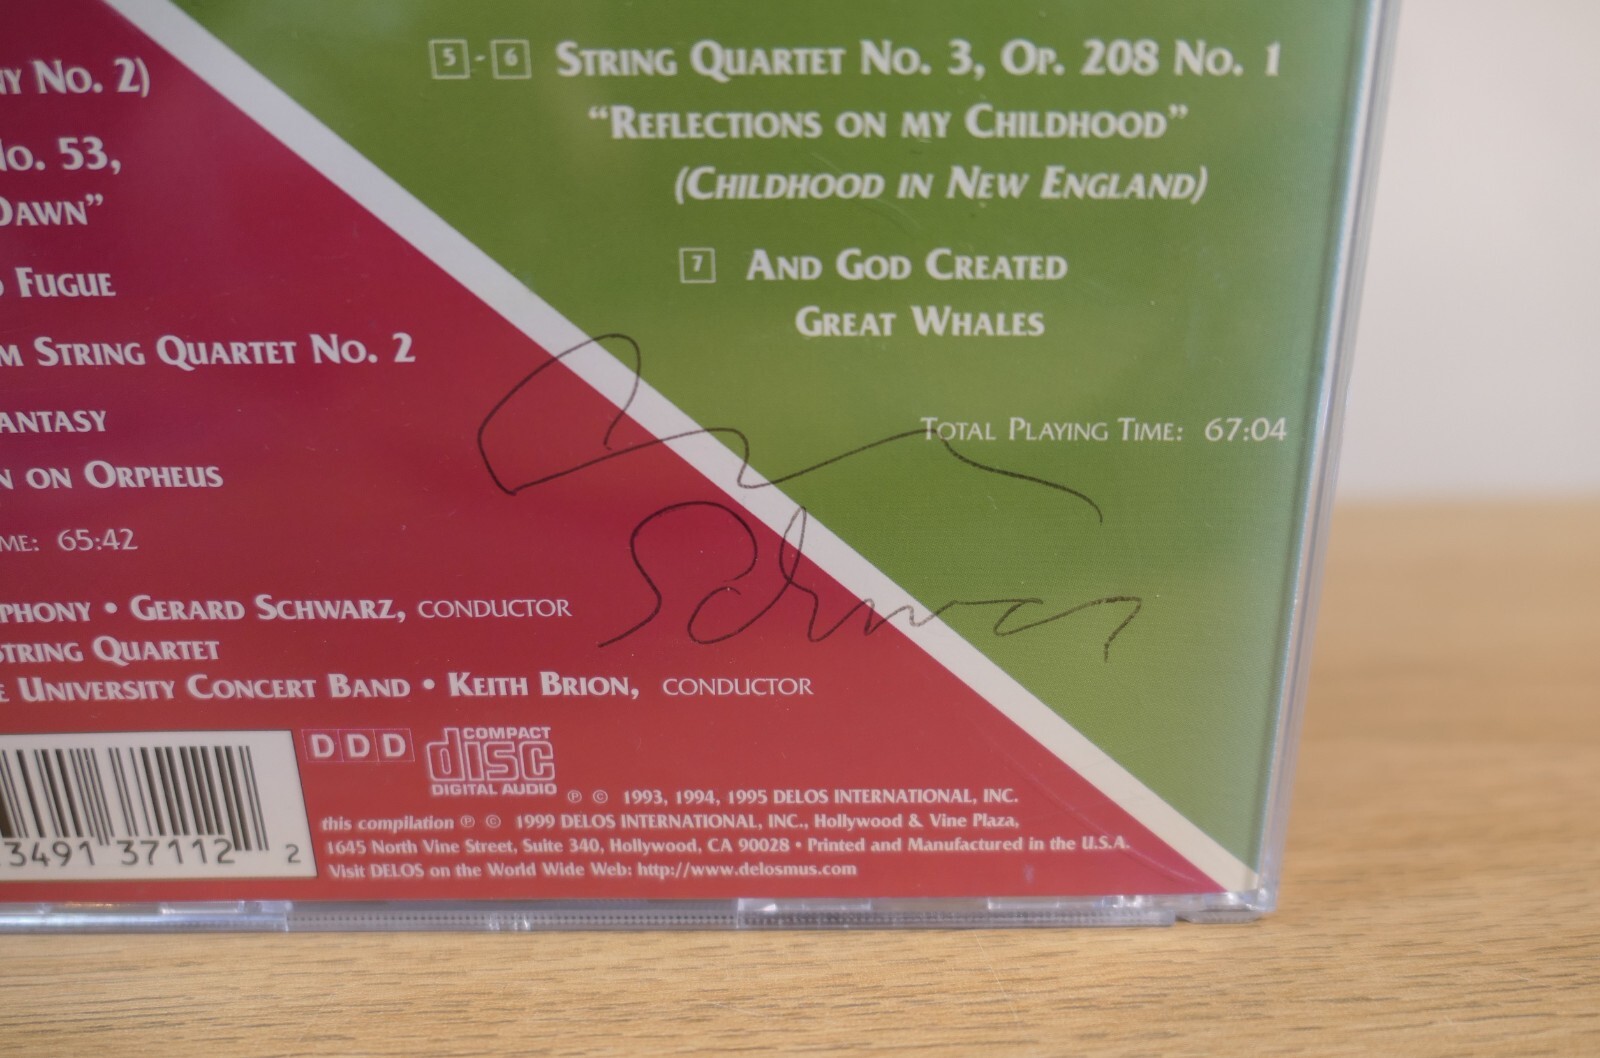 NY NO. 2)
NO. 53,
DAWN”
FUGUE
M STRING QUARTET NO. 2
ANTASY
N ON ORPHEUS
ME: 65:42
PHONY • GERARD SCHWARZ, CONDUCTOR
STRING QUARTET
E UNIVERSITY CONCERT BAND • KEITH BRION, CONDUCTOR
5 - 6 STRING QUARTET NO. 3, OP. 208 NO. 1
“REFLECTIONS ON MY CHILDHOOD”
(CHILDHOOD IN NEW ENGLAND)
7 AND GOD CREATED
GREAT WHALES
TOTAL PLAYING TIME: 67:04
Schwarz
3491 37112 2
DDD
COMPACT
disc
DIGITAL AUDIO
℗ © 1993, 1994, 1995 DELOS INTERNATIONAL, INC.
this compilation ℗ © 1999 DELOS INTERNATIONAL, INC., Hollywood & Vine Plaza,
1645 North Vine Street, Suite 340, Hollywood, CA 90028 • Printed and Manufactured in the U.S.A.
Visit DELOS on the World Wide Web: http://www.delosmus.com